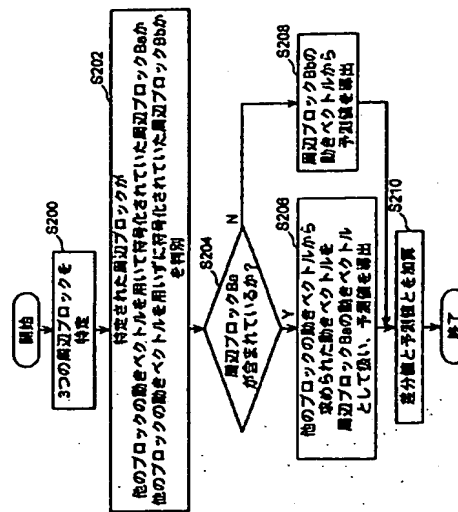 開始
S200
3つの周辺ブロックを
特定
S202
特定された周辺ブロックが
他のブロックの動きベクトルを用いて符号化されていた周辺ブロックBaか
他のブロックの動きベクトルを用いずに符号化されていた周辺ブロックBbか
を判別
S204
周辺ブロックBa
が含まれているか?
N
S208
周辺ブロックBbの
動きベクトルから
予測値を導出
Y
S206
他のブロックの動きベクトルから
求められた動きベクトルを
周辺ブロックBaの動きベクトル
として扱い、予測値を導出
S210
差分値と予測値とを加算
終了